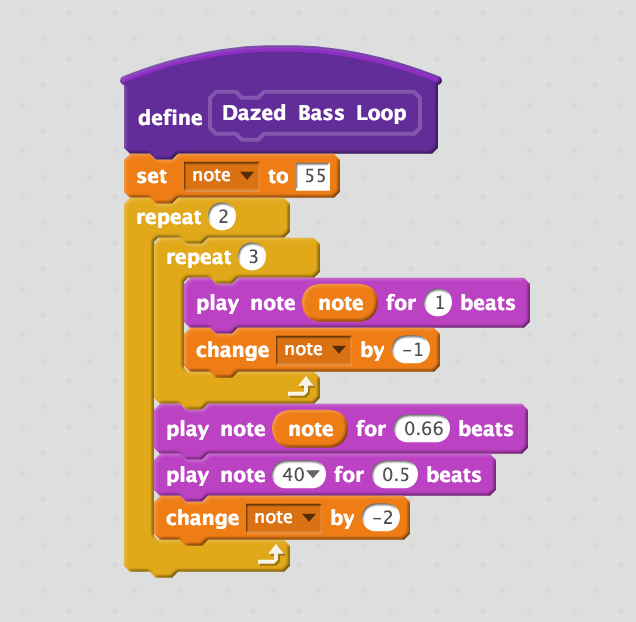 define Dazed Bass Loop
set note to 55
repeat 2
repeat 3
play note note for 1 beats
change note by -1
play note note for 0.66 beats
play note 40 for 0.5 beats
change note by -2